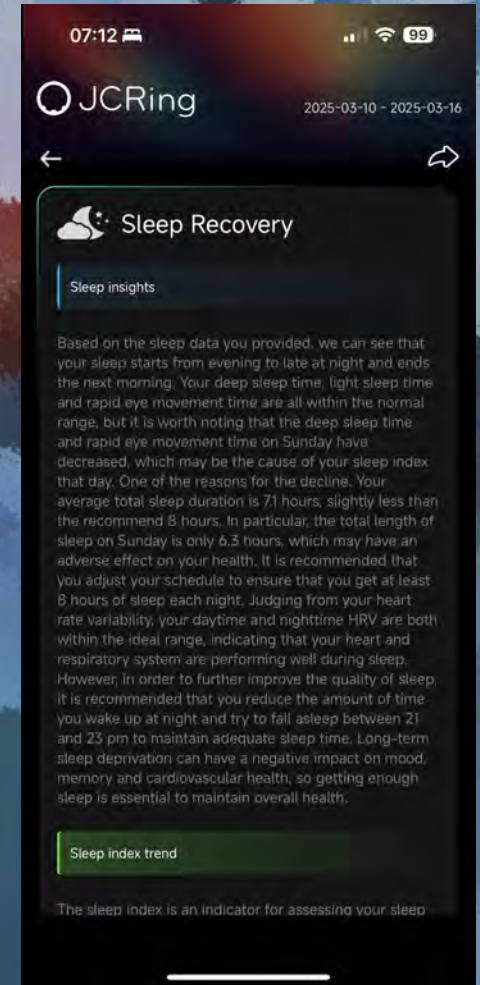 07:12
99
JCRing
2025-03-10 - 2025-03-16
Sleep Recovery
Sleep insights
Based on the sleep data you provided, we can see that
your sleep starts from evening to late at night and ends
the next morning. Your deep sleep time, light sleep time
and rapid eye movement time are all within the normal
range, but it is worth noting that the deep sleep time
and rapid eye movement time on Sunday have
decreased, which may be the cause of your sleep index
that day. One of the reasons for the decline. Your
average total sleep duration is 7.1 hours, slightly less than
the recommend 8 hours. In particular, the total length of
sleep on Sunday is only 6.3 hours, which may have an
adverse effect on your health. It is recommended that
you adjust your schedule to ensure that you get at least
8 hours of sleep each night. Judging from your heart
rate variability, your daytime and nighttime HRV are both
within the ideal range, indicating that your heart and
respiratory system are performing well during sleep.
However, in order to further improve the quality of sleep,
it is recommended that you reduce the amount of time
you wake up at night and try to fall asleep between 21
and 23 pm to maintain adequate sleep time. Long-term
sleep deprivation can have a negative impact on mood,
memory and cardiovascular health, so getting enough
sleep is essential to maintain overall health.
Sleep index trend
The sleep index is an indicator for assessing your sleep